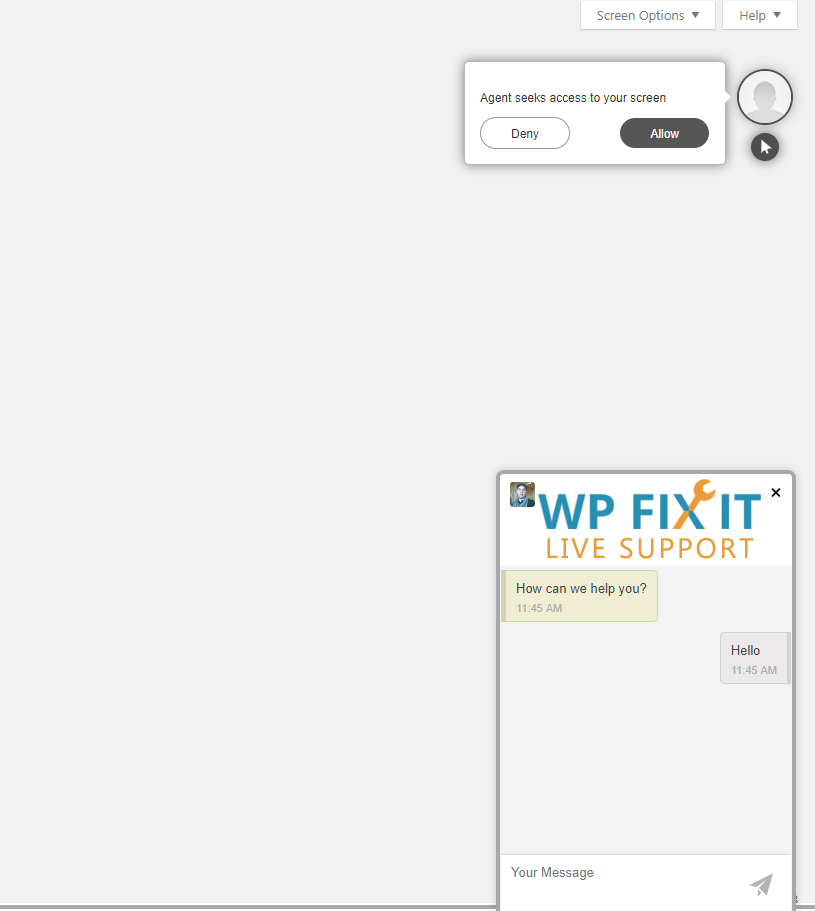 Screen Options
Help
Agent seeks access to your screen
Deny
Allow
WP FIX IT
LIVE SUPPORT
How can we help you?
11:45 AM
Hello
11:45 AM
Your Message